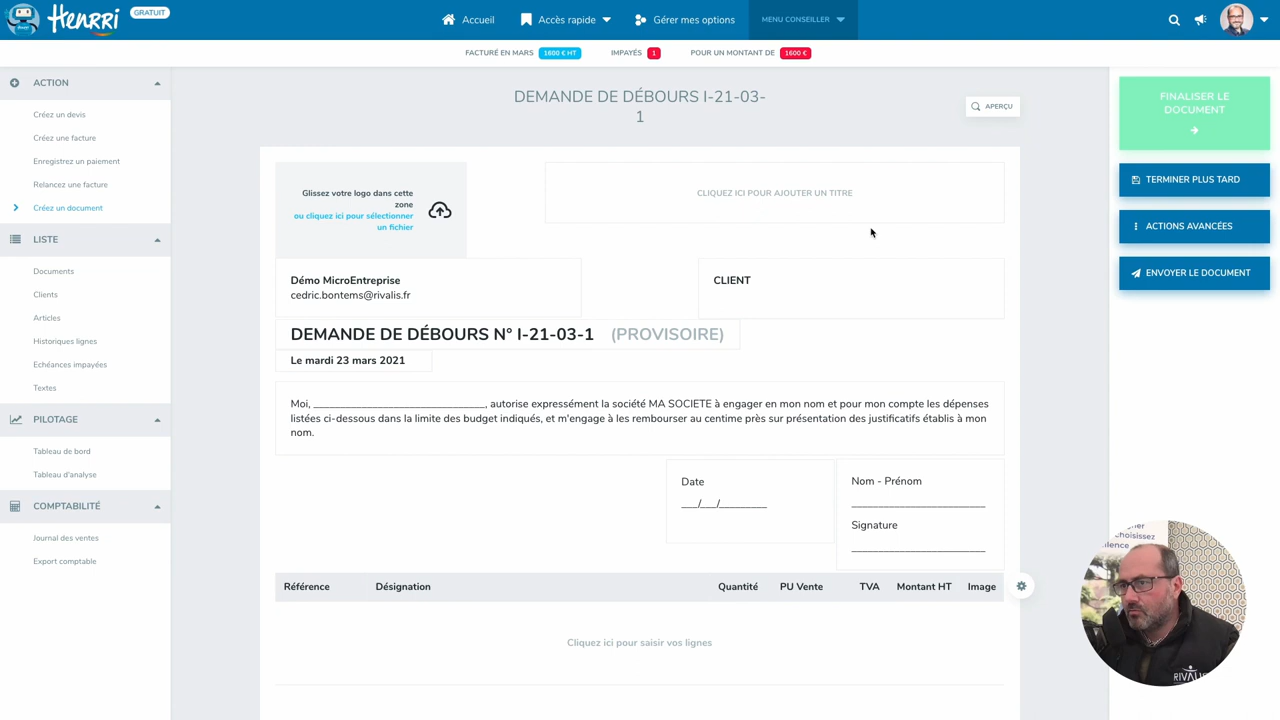 Henrri
GRATUIT
Accueil
Accès rapide
Gérer mes options
MENU CONSEILLER
FACTURÉ EN MARS 1600 € HT
IMPAYÉS 1
POUR UN MONTANT DE 1600 €
ACTION
Créez un devis
Créez une facture
Enregistrez un paiement
Relancez une facture
Créez un document
LISTE
Documents
Clients
Articles
Historiques lignes
Echéances impayées
Textes
PILOTAGE
Tableau de bord
Tableau d'analyse
COMPTABILITÉ
Journal des ventes
Export comptable
DEMANDE DE DÉBOURS I-21-03-
1
APERÇU
Glissez votre logo dans cette
zone
ou cliquez ici pour sélectionner
un fichier
CLIQUEZ ICI POUR AJOUTER UN TITRE
Démo MicroEntreprise
cedric.bontems@rivalis.fr
CLIENT
DEMANDE DE DÉBOURS N° I-21-03-1 (PROVISOIRE)
Le mardi 23 mars 2021
Moi, ________________________________, autorise expressément la société MA SOCIETE à engager en mon nom et pour mon compte les dépenses
listées ci-dessous dans la limite des budget indiqués, et m'engage à les rembourser au centime près sur présentation des justificatifs établis à mon
nom.
Date
___/___/_________
Nom - Prénom
_________________________
Signature
_________________________
Référence Désignation Quantité PU Vente TVA Montant HT Image
Cliquez ici pour saisir vos lignes
FINALISER LE
DOCUMENT
TERMINER PLUS TARD
ACTIONS AVANCÉES
ENVOYER LE DOCUMENT
choisissez